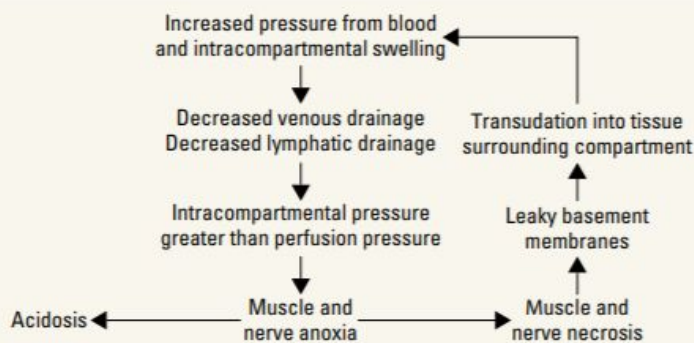 Increased pressure from blood
and intracompartmental swelling
Decreased venous drainage
Decreased lymphatic drainage
Transudation into tissue
surrounding compartment
Intracompartmental pressure
greater than perfusion pressure
Leaky basement
membranes
Acidosis
Muscle and
nerve anoxia
Muscle and
nerve necrosis